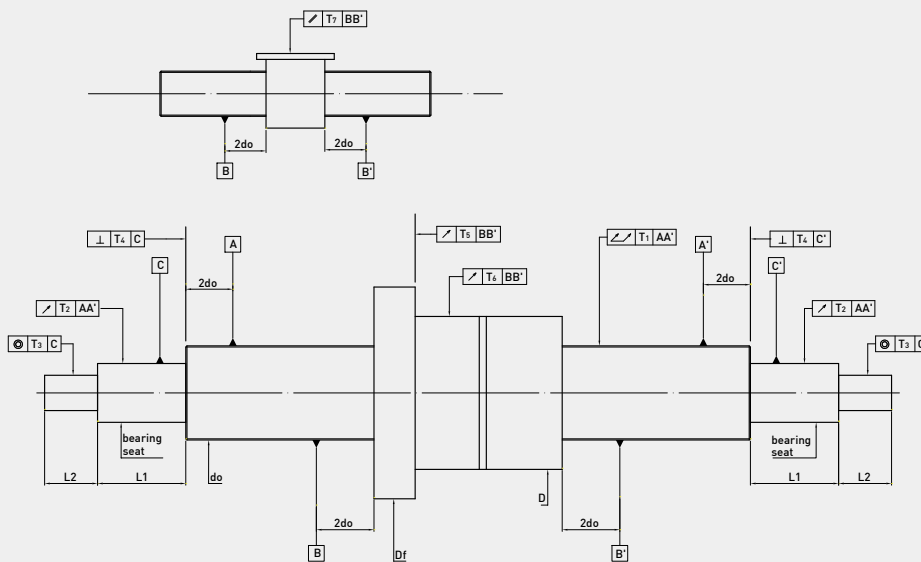 T7 BB'
2do 2do
B B'
T4 C
A
T5 BB'
T1 AA'
A'
T4 C'
C
2do
T6 BB'
2do
C'
T2 AA'
T2 AA'
T3 C
T3 C
bearing
seat
bearing
seat
L2 L1 do
D
L1 L2
2do 2do
B Df B'